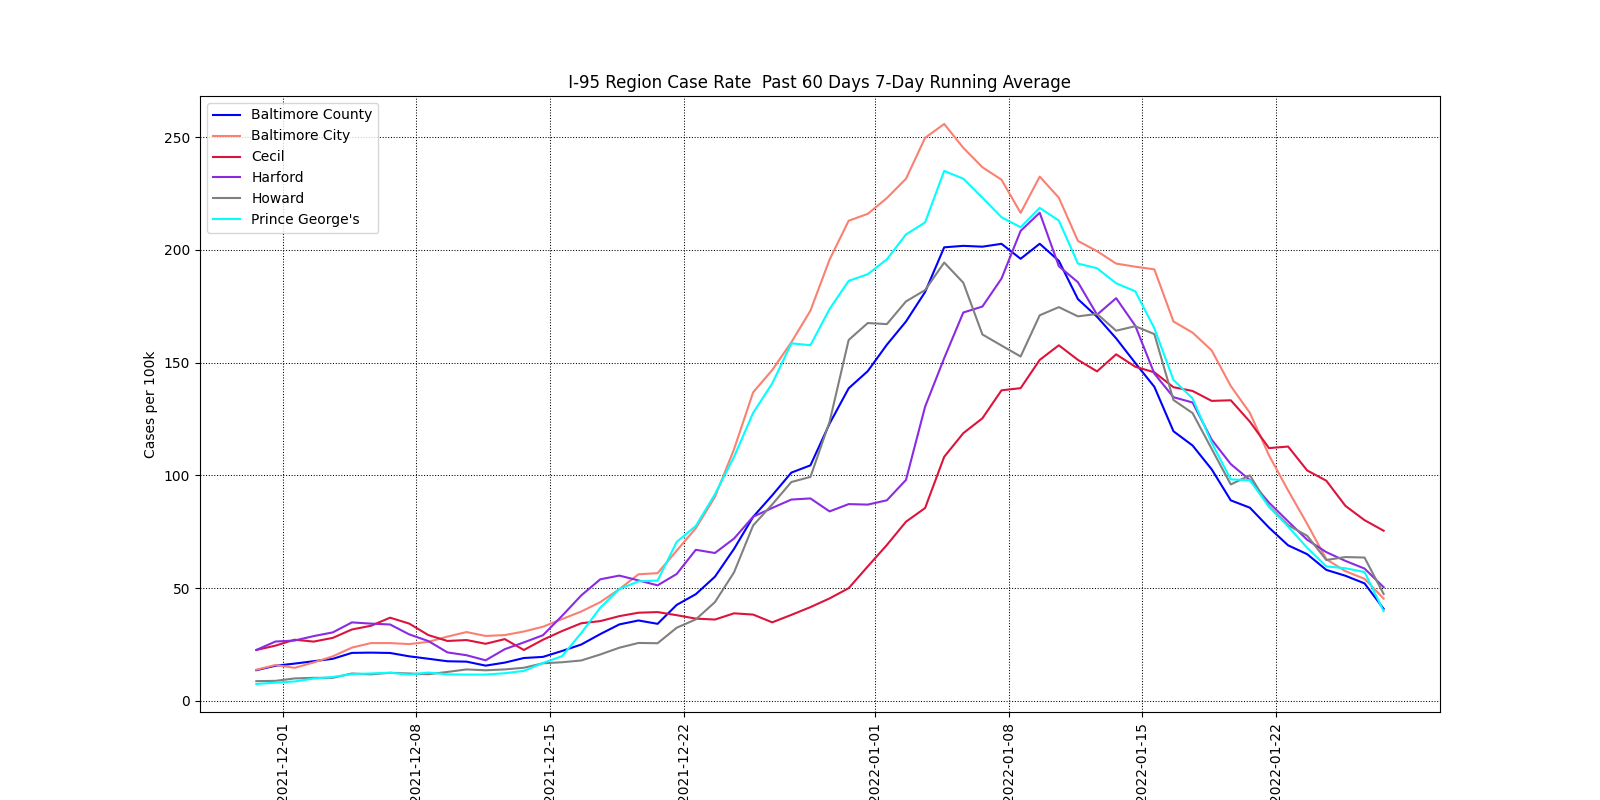 I-95 Region Case Rate  Past 60 Days 7-Day Running Average
Baltimore County
Baltimore City
Cecil
Harford
Howard
Prince George's
Cases per 100k
250
200
150
100
50
0
2021-12-01
2021-12-08
2021-12-15
2021-12-22
2022-01-01
2022-01-08
2022-01-15
2022-01-22